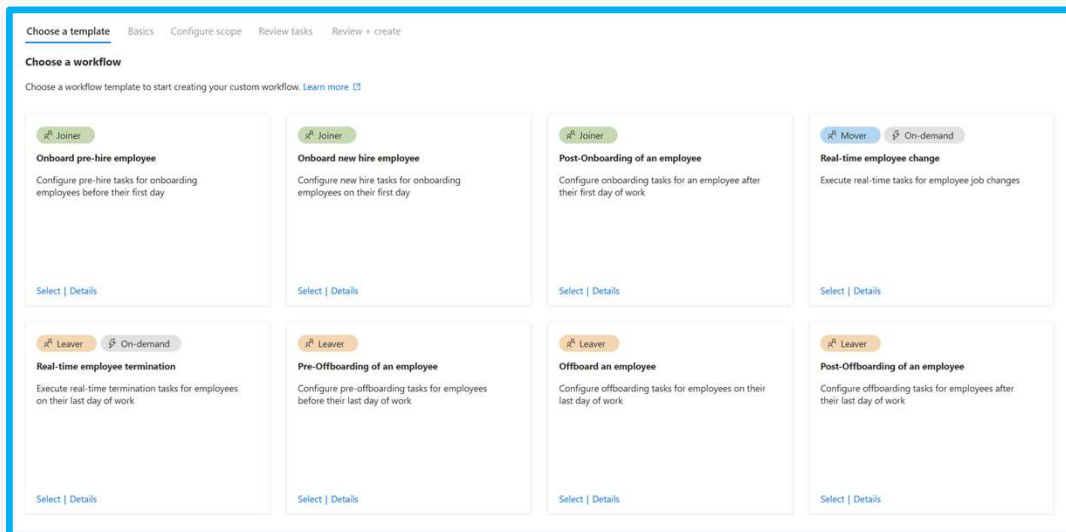 Choose a template Basics Configure scope Review tasks Review + create
Choose a workflow
Choose a workflow template to start creating your custom workflow. Learn more
Joiner
Onboard pre-hire employee
Configure pre-hire tasks for onboarding
employees before their first day
Select | Details
Joiner
Onboard new hire employee
Configure new hire tasks for onboarding
employees on their first day
Select | Details
Joiner
Post-Onboarding of an employee
Configure onboarding tasks for an employee after
their first day of work
Select | Details
Mover On-demand
Real-time employee change
Execute real-time tasks for employee job changes
Select | Details
Leaver On-demand
Real-time employee termination
Execute real-time termination tasks for employees
on their last day of work
Select | Details
Leaver
Pre-Offboarding of an employee
Configure pre-offboarding tasks for employees
before their last day of work
Select | Details
Leaver
Offboard an employee
Configure offboarding tasks for employees on their
last day of work
Select | Details
Leaver
Post-Offboarding of an employee
Configure offboarding tasks for employees after
their last day of work
Select | Details